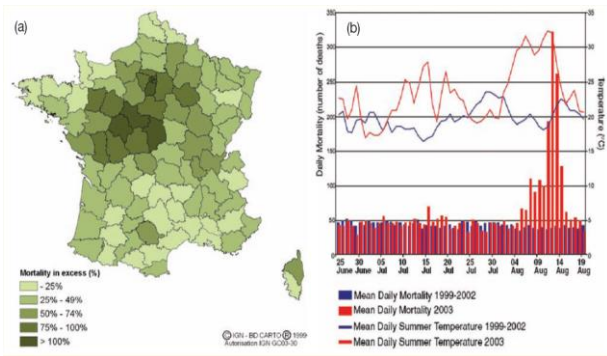 (a)
Mortality in excess (%)
- 25%
25% - 49%
50% - 74%
75% - 100%
> 100%
© IGN - BD CARTO ® 1999
Autorisation IGN GC03-30
(b)
Daily Mortality (number of deaths)
350
300
250
200
150
100
50
0
35
30
25
20
15
10
5
0
Temperature (°C)
25 30 05 10 15 20 25 30 04 09 14 19
June June Jul Jul Jul Jul Jul Jul Aug Aug Aug Aug
Mean Daily Mortality 1999-2002
Mean Daily Mortality 2003
Mean Daily Summer Temperature 1999-2002
Mean Daily Summer Temperature 2003